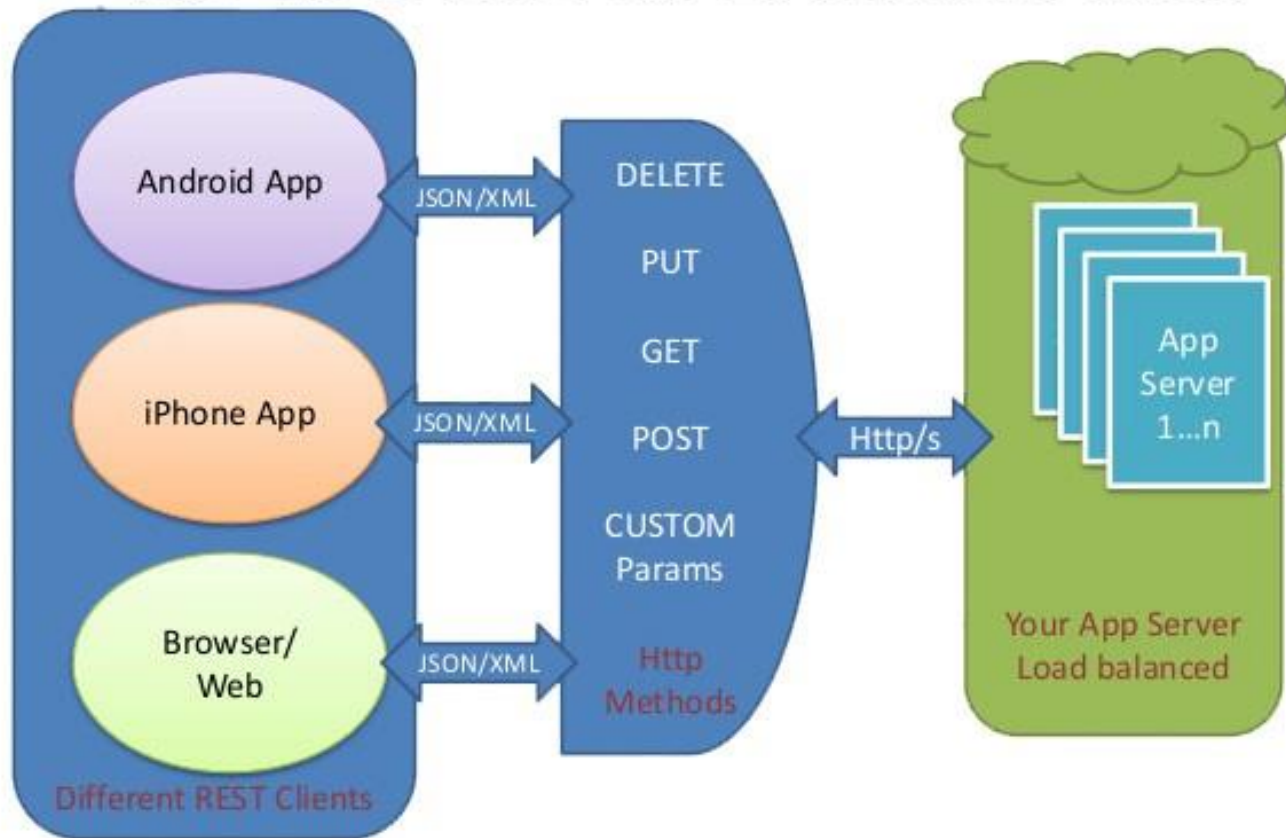 Android App
JSON/XML
iPhone App
JSON/XML
Browser/
Web
JSON/XML
Different REST Clients
DELETE
PUT
GET
POST
CUSTOM
Params
Http
Methods
Http/s
App
Server
1...n
Your App Server
Load balanced